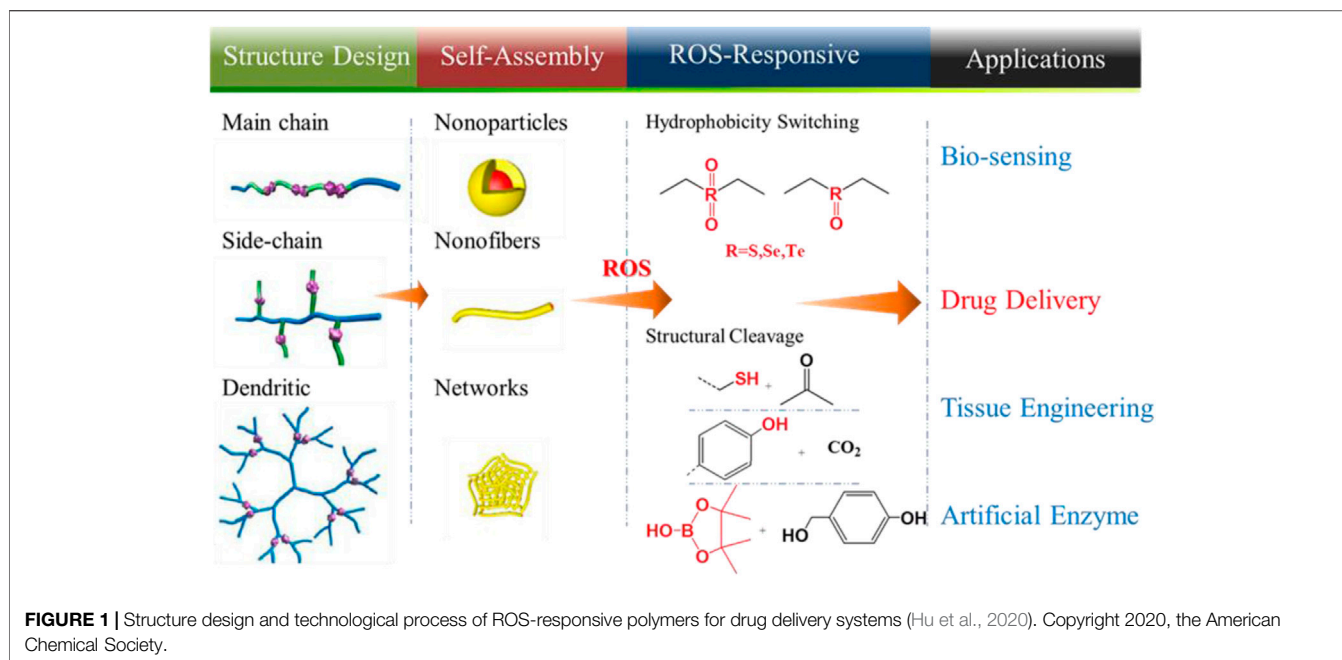 Structure Design Self-Assembly ROS-Responsive Applications
Main chain
Side-chain
Dendritic
Nonoparticles
Nonofibers
Networks
ROS
Hydrophobicity Switching
O
R
O
R
O
R=S,Se,Te
Structural Cleavage
SH + O
OH + CO₂
HO-B O O + HO OH
Bio-sensing
Drug Delivery
Tissue Engineering
Artificial Enzyme
FIGURE 1 | Structure design and technological process of ROS-responsive polymers for drug delivery systems (Hu et al., 2020). Copyright 2020, the American
Chemical Society.